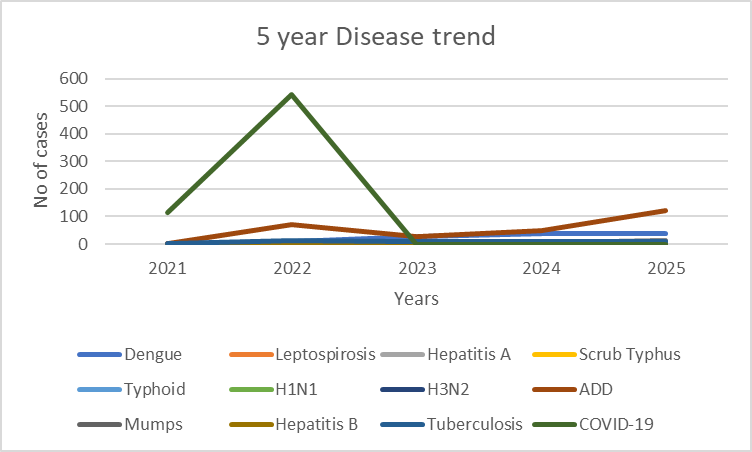 5 year Disease trend
600
500
400
300
200
100
0
No of cases
2021 2022 2023 2024 2025
Years
Dengue Leptospirosis Hepatitis A Scrub Typhus
Typhoid H1N1 H3N2 ADD
Mumps Hepatitis B Tuberculosis COVID-19